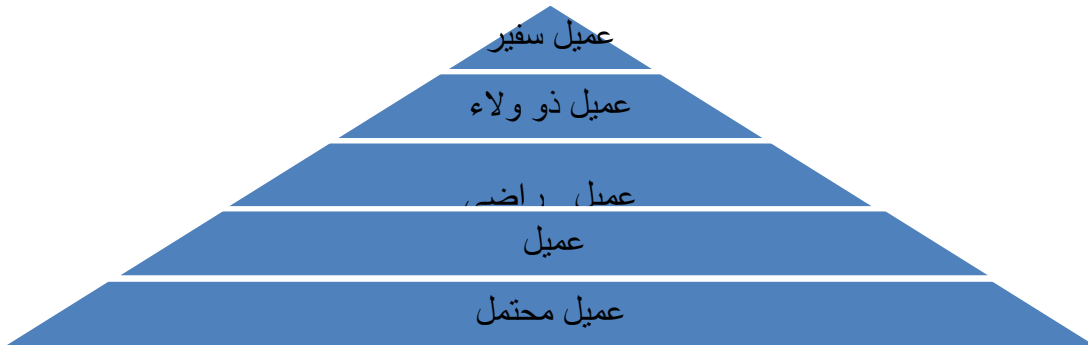 عميل سفير
عميل ذو ولاء
عميل راضي
عميل
عميل محتمل